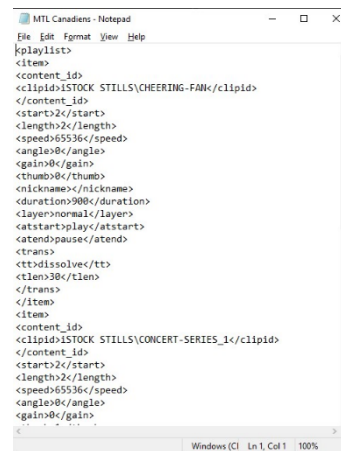 MTL Canadiens - Notepad
File Edit Format View Help
<playlist>
<item>
<content_id>
<clipid>iSTOCK STILLS\CHEERING-FAN</clipid>
</content_id>
<start>2</start>
<length>2</length>
<speed>65536</speed>
<angle>0</angle>
<gain>0</gain>
<thumb>0</thumb>
<nickname></nickname>
<duration>900</duration>
<layer>normal</layer>
<atstart>play</atstart>
<atend>pause</atend>
<trans>
<tt>dissolve</tt>
<tlen>30</tlen>
</trans>
</item>
<item>
<content_id>
<clipid>iSTOCK STILLS\CONCERT-SERIES_1</clipid>
</content_id>
<start>2</start>
<length>2</length>
<speed>65536</speed>
<angle>0</angle>
<gain>0</gain>
Windows (Cl Ln 1, Col 1 100%